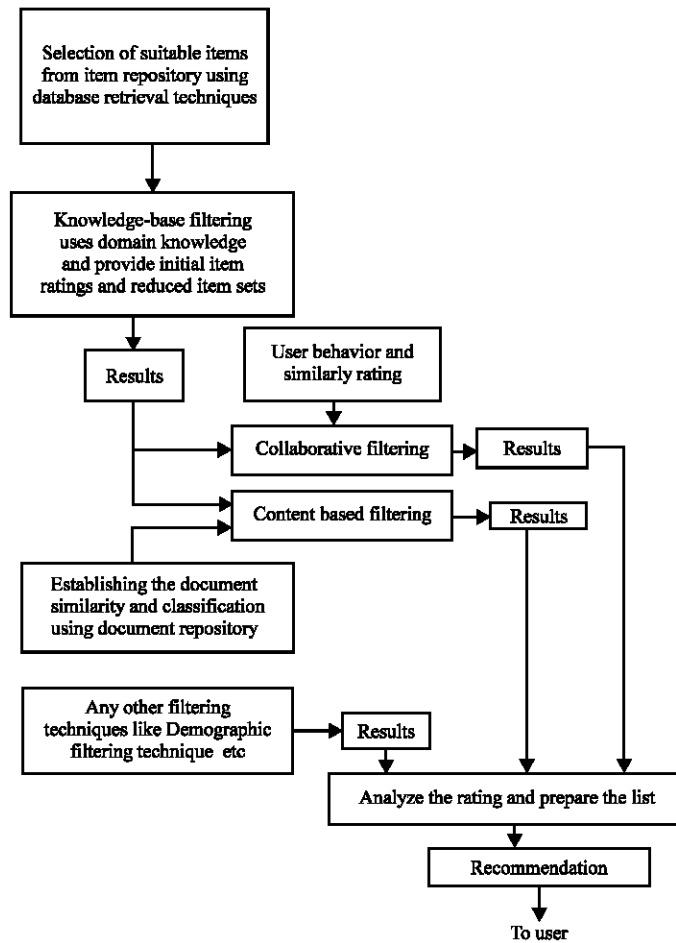 Selection of suitable items
from item repository using
database retrieval techniques
Knowledge-base filtering
uses domain knowledge
and provide initial item
ratings and reduced item sets
Results
User behavior and
similarly rating
Collaborative filtering
Results
Content based filtering
Results
Establishing the document
similarity and classification
using document repository
Any other filtering
techniques like Demographic
filtering technique etc
Results
Analyze the rating and prepare the list
Recommendation
To user